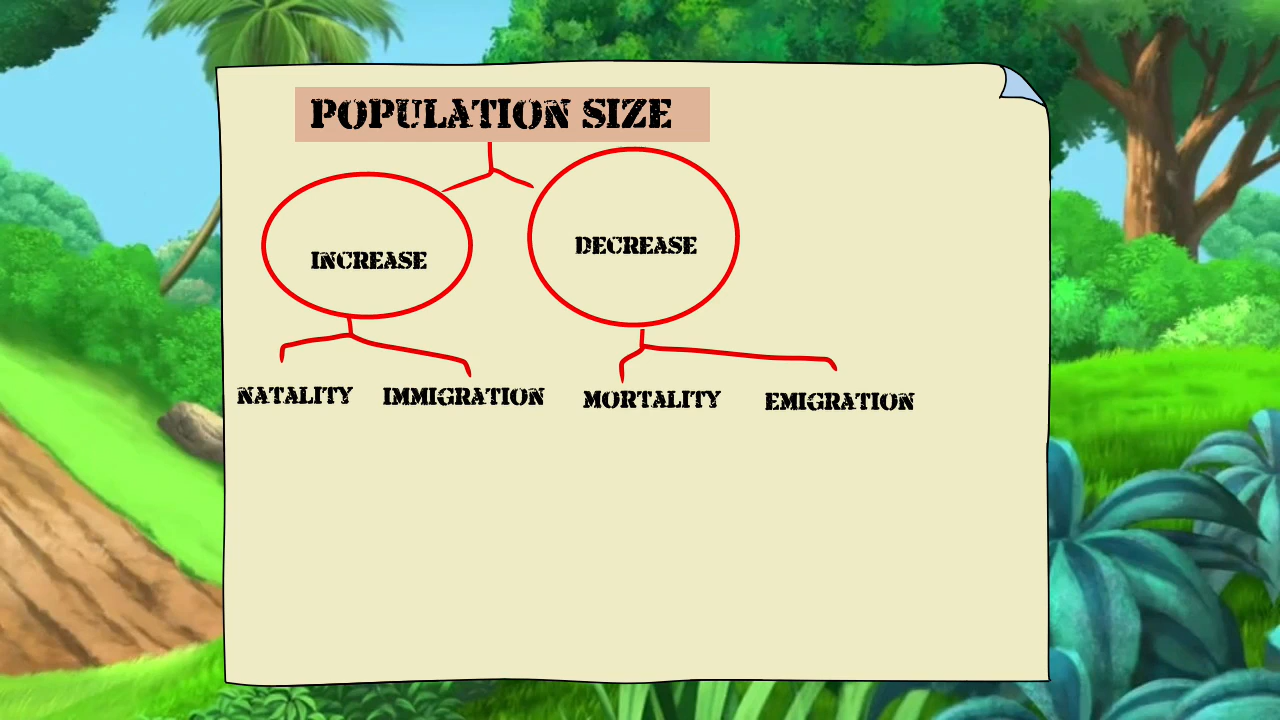 POPULATION SIZE
INCREASE
DECREASE
NATALITY
IMMIGRATION
MORTALITY
EMIGRATION